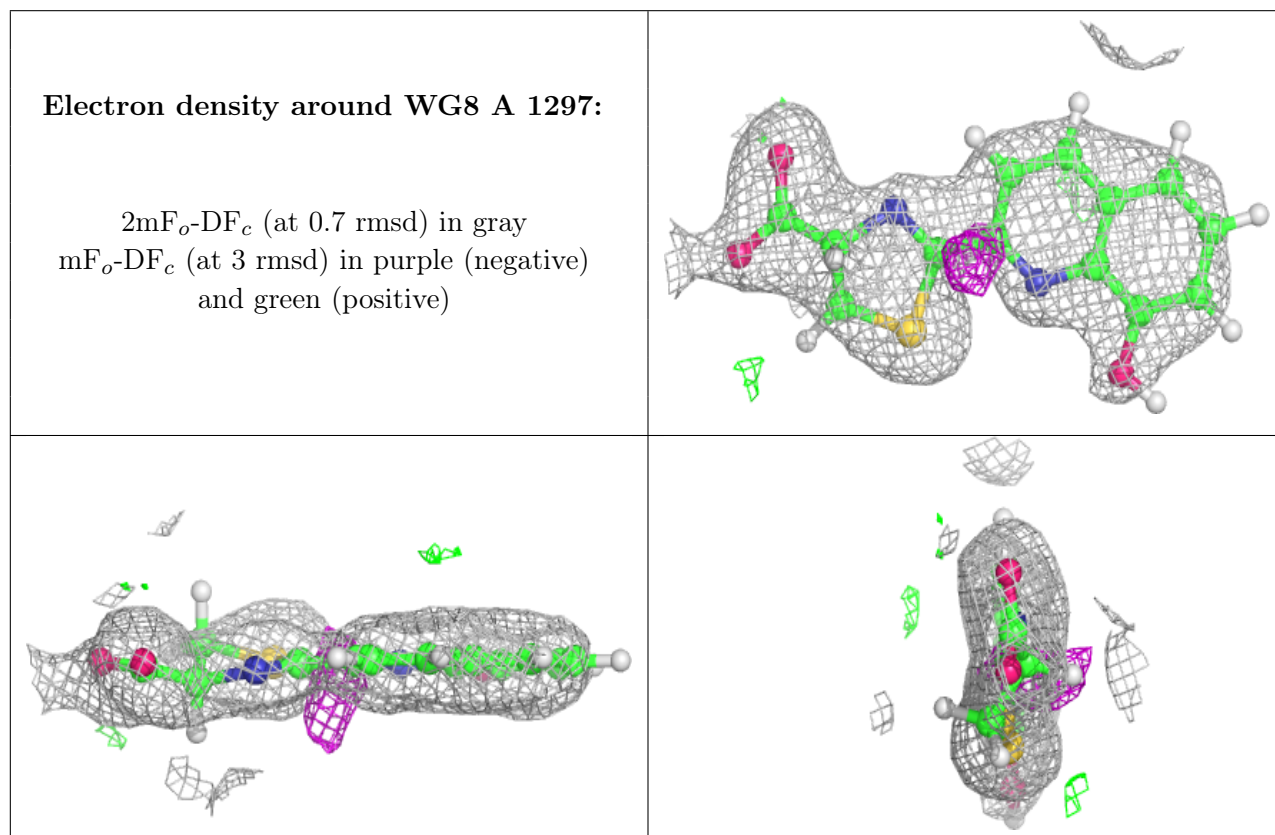 Electron density around WG8 A 1297:
2mFₒ-DF𝒸 (at 0.7 rmsd) in gray
mFₒ-DF𝒸 (at 3 rmsd) in purple (negative)
and green (positive)